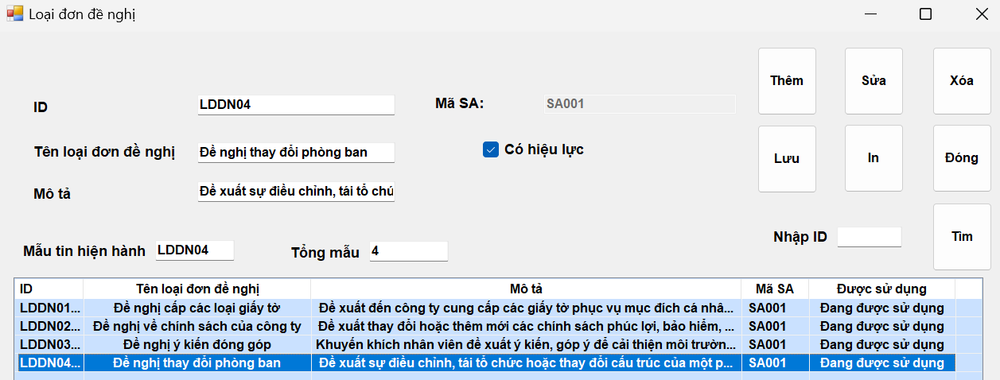 Loại đơn đề nghị
Thêm Sửa Xóa
ID LDDN04 Mã SA: SA001
Tên loại đơn đề nghị Đề nghị thay đổi phòng ban Có hiệu lực
Lưu In Đóng
Mô tả Đề xuất sự điều chỉnh, tái tổ chứ
Nhập ID Tìm
Mẫu tin hiện hành LDDN04 Tổng mẫu 4
ID Tên loại đơn đề nghị Mô tả Mã SA Được sử dụng
LDDN01... Đề nghị cấp các loại giấy tờ Đề xuất đến công ty cung cấp các giấy tờ phục vụ mục đích cá nhâ... SA001 Đang được sử dụng
LDDN02... Đề nghị về chính sách của công ty Đề xuất thay đổi hoặc thêm mới các chính sách phúc lợi, bảo hiểm, ... SA001 Đang được sử dụng
LDDN03... Đề nghị ý kiến đóng góp Khuyến khích nhân viên đề xuất ý kiến, góp ý để cải thiện môi trườn... SA001 Đang được sử dụng
LDDN04... Đề nghị thay đổi phòng ban Đề xuất sự điều chỉnh, tái tổ chức hoặc thay đổi cấu trúc của một p... SA001 Đang được sử dụng